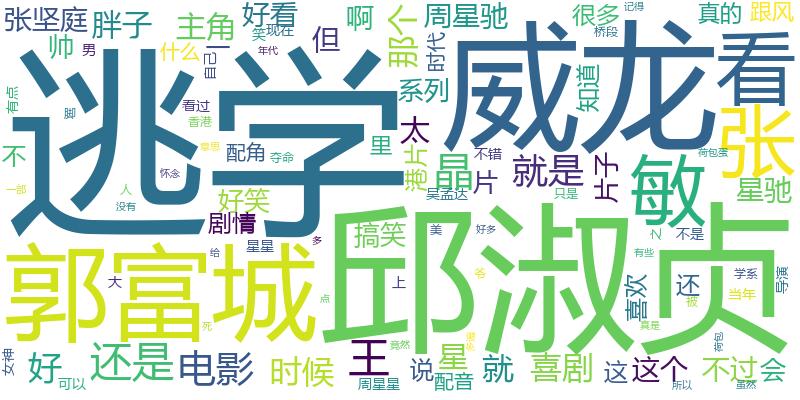 张坚庭
胖子
主角
好看
但
啊
那个
周星驰
很多
真的
跟风
记得
桥段
帅
男
什么
自己
一
笑
现在
年代
时代
系列
知道
看
逃学
威龙
有点
脚
看过
香港
意思
夺命
怀念
不
一部
人
没有
配角
里
太
港片
晶
片
不错
就是
片子
敏
张
荷包蛋
星驰
好笑
吴孟达
只是
剧情
星星
多
给
搞笑
美
好多
之
不是
有些
郭富城
邱淑贞
大
上
爷
点
死
喜欢
还
被
学系
当年
导演
真是
荷包
女神
好
可以
还是
电影
时候
王
竟然
周星星
说
配音
星
就
喜剧
这
这个
所以
不过
虽然
会